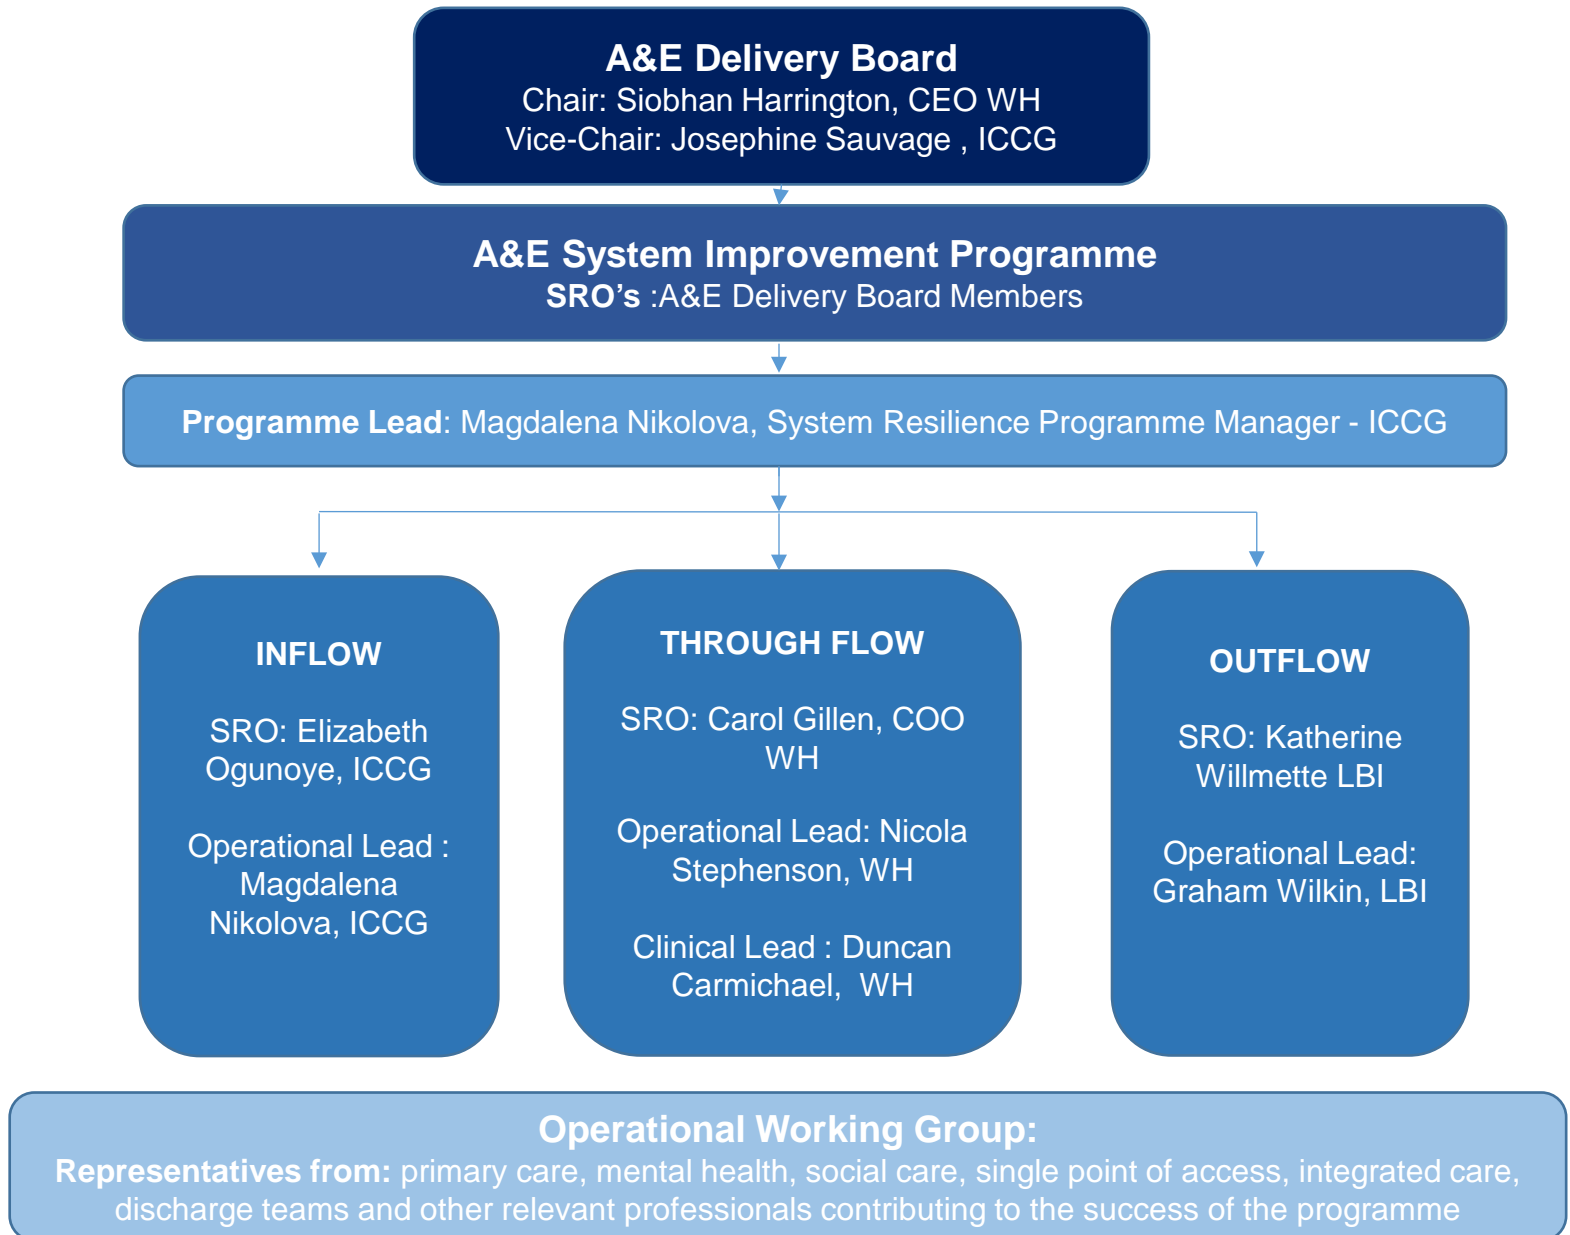 A&E Delivery Board
Chair: Siobhan Harrington, CEO WH
Vice-Chair: Josephine Sauvage , ICCG
A&E System Improvement Programme
SRO’s :A&E Delivery Board Members
Programme Lead: Magdalena Nikolova, System Resilience Programme Manager - ICCG
INFLOW
SRO: Elizabeth
Ogunoye, ICCG
Operational Lead :
Magdalena
Nikolova, ICCG
THROUGH FLOW
SRO: Carol Gillen, COO
WH
Operational Lead: Nicola
Stephenson, WH
Clinical Lead : Duncan
Carmichael, WH
OUTFLOW
SRO: Katherine
Willmette LBI
Operational Lead:
Graham Wilkin, LBI
Operational Working Group:
Representatives from: primary care, mental health, social care, single point of access, integrated care,
discharge teams and other relevant professionals contributing to the success of the programme